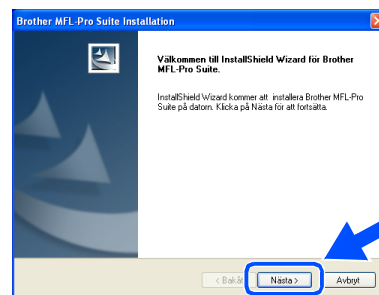 Brother MFL-Pro Suite Installation
Välkommen till InstallShield Wizard för Brother
MFL-Pro Suite.
InstallShield Wizard kommer att installera Brother MFL-Pro
Suite på datorn. Klicka på Nästa för att fortsätta.
< Bakåt Nästa > Avbryt